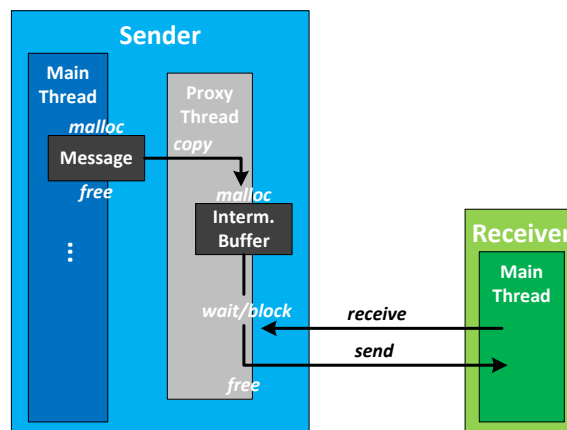 Sender
Main
Thread
malloc
Message
free
...
Proxy
Thread
copy
malloc
Interm.
Buffer
wait/block
free
receive
send
Receiver
Main
Thread